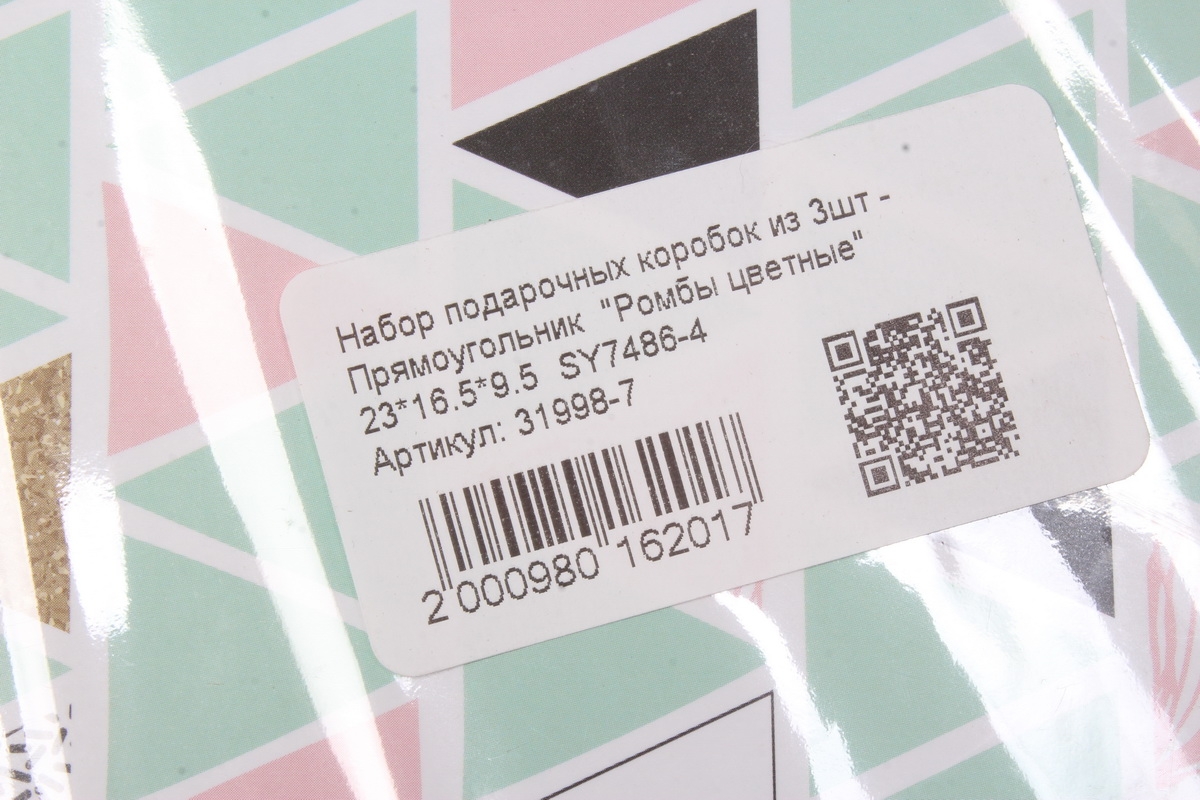 Набор подарочных коробок из 3шт -
Прямоугольник "Ромбы цветные"
23*16.5*9.5 SY7486-4
Артикул: 31998-7
2 000980 162017